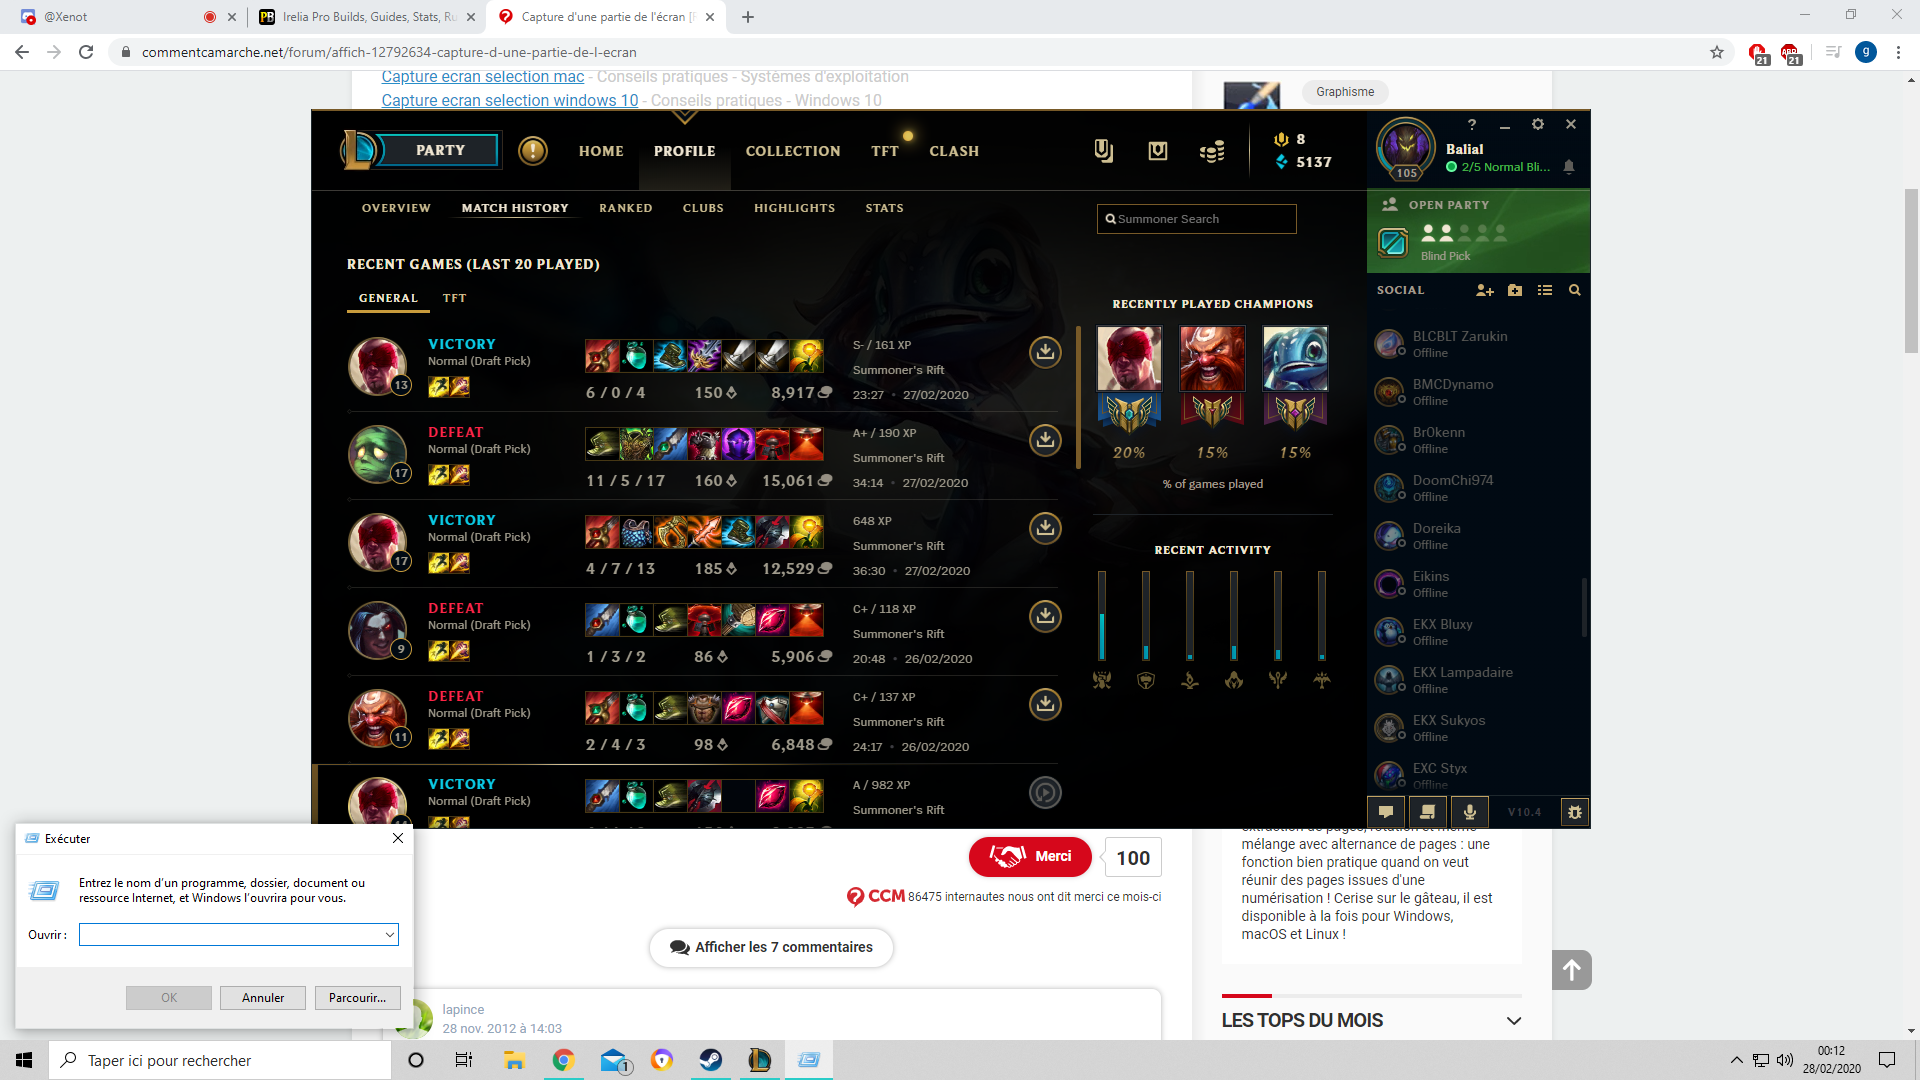 @Xenot
Irelia Pro Builds, Guides, Stats, Ru
Capture d'une partie de l'écran [
commentcamarche.net/forum/affich-12792634-capture-d-une-partie-de-l-ecran
21
21
g
Capture ecran selection mac - Conseils pratiques - Systèmes d'exploitation
Capture ecran selection windows 10 - Conseils pratiques - Windows 10
Graphisme
PARTY
HOME
PROFILE
COLLECTION
TFT
CLASH
8
5137
105
Balial
2/5 Normal Bli...
OVERVIEW
MATCH HISTORY
RANKED
CLUBS
HIGHLIGHTS
STATS
Summoner Search
OPEN PARTY
Blind Pick
RECENT GAMES (LAST 20 PLAYED)
GENERAL
TFT
13
VICTORY
Normal (Draft Pick)
6 / 0 / 4
150
8,917
S- / 161 XP
Summoner's Rift
23:27 • 27/02/2020
17
DEFEAT
Normal (Draft Pick)
11 / 5 / 17
160
15,061
A+ / 190 XP
Summoner's Rift
34:14 • 27/02/2020
17
VICTORY
Normal (Draft Pick)
4 / 7 / 13
185
12,529
648 XP
Summoner's Rift
36:30 • 27/02/2020
9
DEFEAT
Normal (Draft Pick)
1 / 3 / 2
86
5,906
C+ / 118 XP
Summoner's Rift
20:48 • 26/02/2020
11
DEFEAT
Normal (Draft Pick)
2 / 4 / 3
98
6,848
C+ / 137 XP
Summoner's Rift
24:17 • 26/02/2020
VICTORY
Normal (Draft Pick)
A / 982 XP
Summoner's Rift
RECENTLY PLAYED CHAMPIONS
20%
15%
15%
% of games played
RECENT ACTIVITY
SOCIAL
BLCBLT Zarukin
Offline
BMCDynamo
Offline
Br0kenn
Offline
DoomChi974
Offline
Doreika
Offline
Eikins
Offline
EKX Bluxy
Offline
EKX Lampadaire
Offline
EKX Sukyos
Offline
EXC Styx
Offline
V10.4
Exécuter
Entrez le nom d'un programme, dossier, document ou
ressource Internet, et Windows l'ouvrira pour vous.
Ouvrir :
OK
Annuler
Parcourir...
Merci
100
CCM 86475 internautes nous ont dit merci ce mois-ci
Afficher les 7 commentaires
lapince
28 nov. 2012 à 14:03
extraction de pages, rotation et même
mélange avec alternance de pages : une
fonction bien pratique quand on veut
réunir des pages issues d'une
numérisation ! Cerise sur le gâteau, il est
disponible à la fois pour Windows,
macOS et Linux !
LES TOPS DU MOIS
Taper ici pour rechercher
1
00:12
28/02/2020